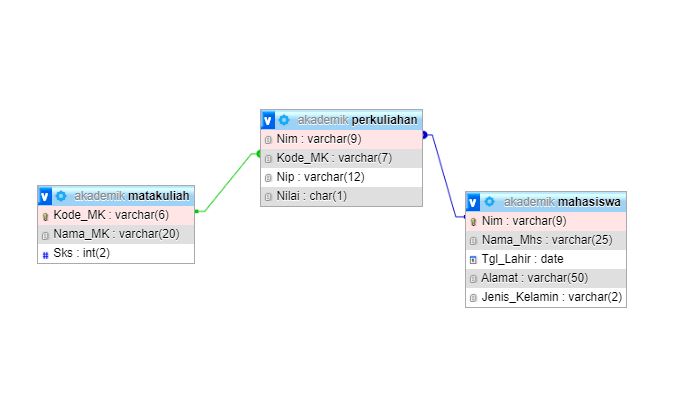 akademik perkuliahan
Nim : varchar(9)
Kode_MK : varchar(7)
Nip : varchar(12)
Nilai : char(1)
akademik matakuliah
Kode_MK : varchar(6)
Nama_MK : varchar(20)
Sks : int(2)
akademik mahasiswa
Nim : varchar(9)
Nama_Mhs : varchar(25)
Tgl_Lahir : date
Alamat : varchar(50)
Jenis_Kelamin : varchar(2)